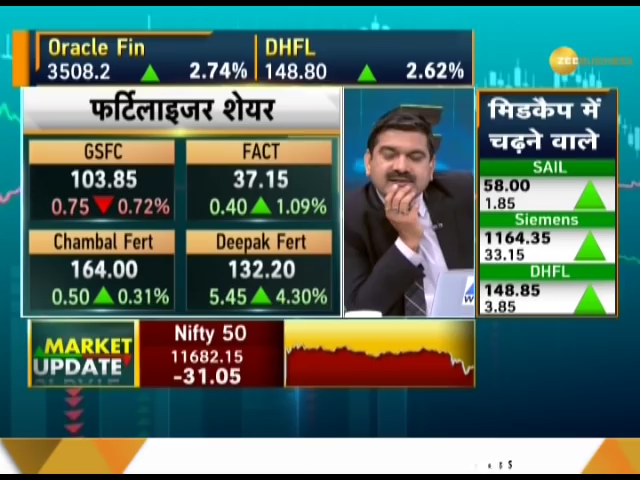 Oracle Fin
3508.2 2.74%
DHFL
148.80 2.62%
ZEE BUSINESS
फर्टिलाइजर शेयर
GSFC
103.85
0.75 0.72%
FACT
37.15
0.40 1.09%
Chambal Fert
164.00
0.50 0.31%
Deepak Fert
132.20
5.45 4.30%
मिडकैप में
चढ़ने वाले
SAIL
58.00
1.85
Siemens
1164.35
33.15
DHFL
148.85
3.85
MARKET
UPDATE
Nifty 50
11682.15
-31.05